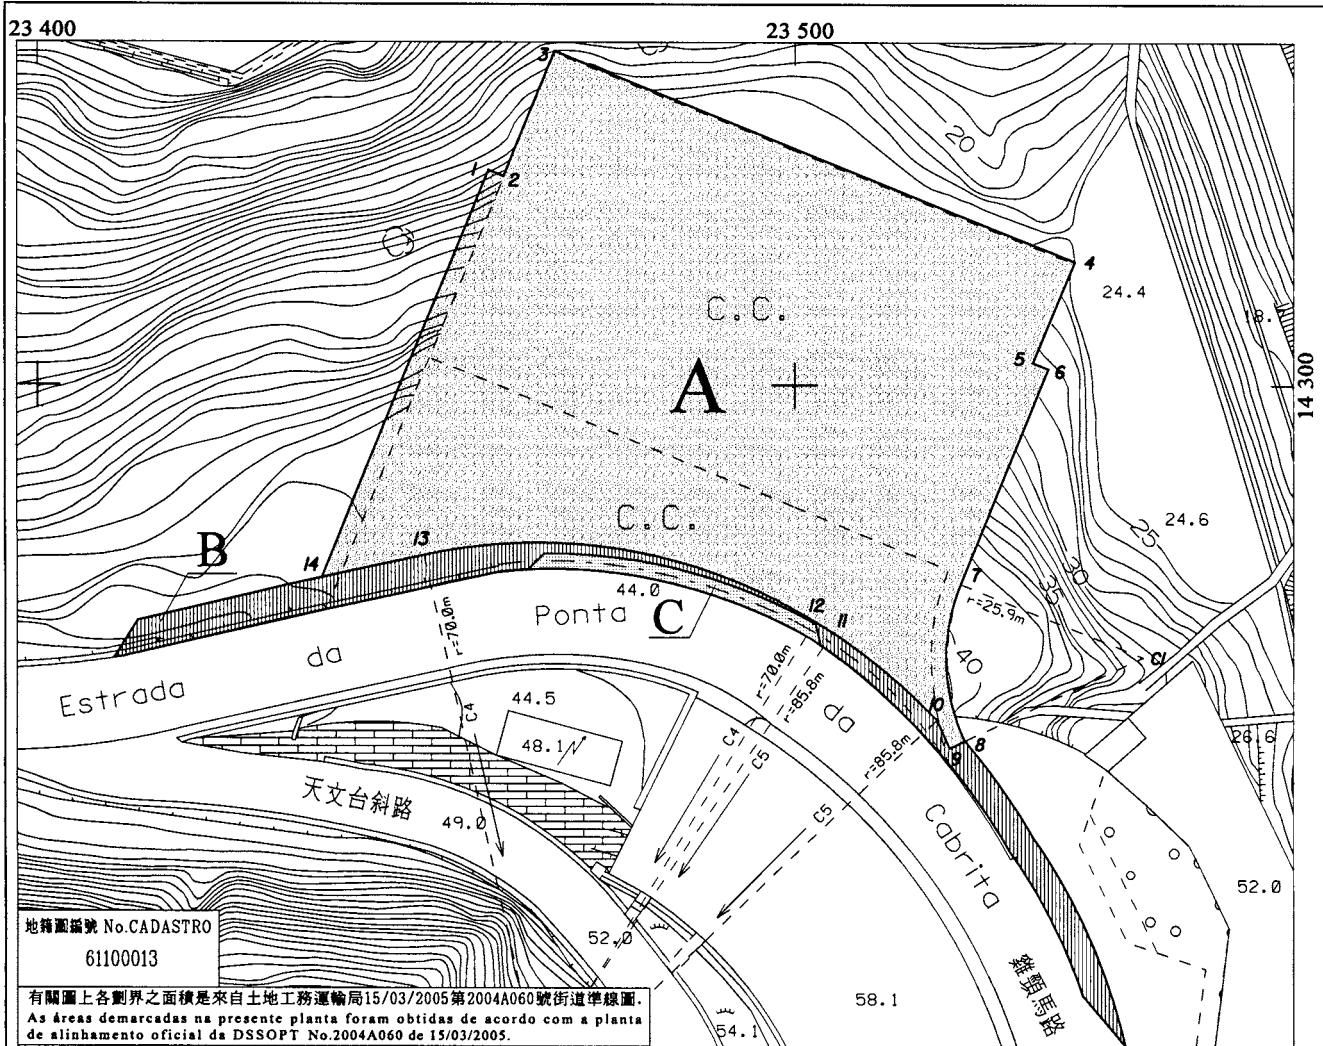 23 400
23 500
3
20
1
2
03
4
24.4
C.C.
18.
5
6
A
14 300
25
24.6
C.C.
30
B
13
14
35
7
r=25.9m
44.0
12
11
Ponta
C
r=70.0m
da
40
C1
Estrada
r=70.0m
r=85.8m
10
44.5
C4
da
8
26.6
48.1
C4
C5
r=85.8m
9
天文台斜路
49.0
C5
Cabrita
52.0
地籍圖編號 No.CADASTRO
61100013
52.0
雞頸馬路
有關圖上各劃界之面積是來自土地工務運輸局15/03/2005第2004A060號街道準線圖.
As áreas demarcadas na presente planta foram obtidas de acordo com a planta
de alinhamento oficial da DSSOPT No.2004A060 de 15/03/2005.
58.1
54.1